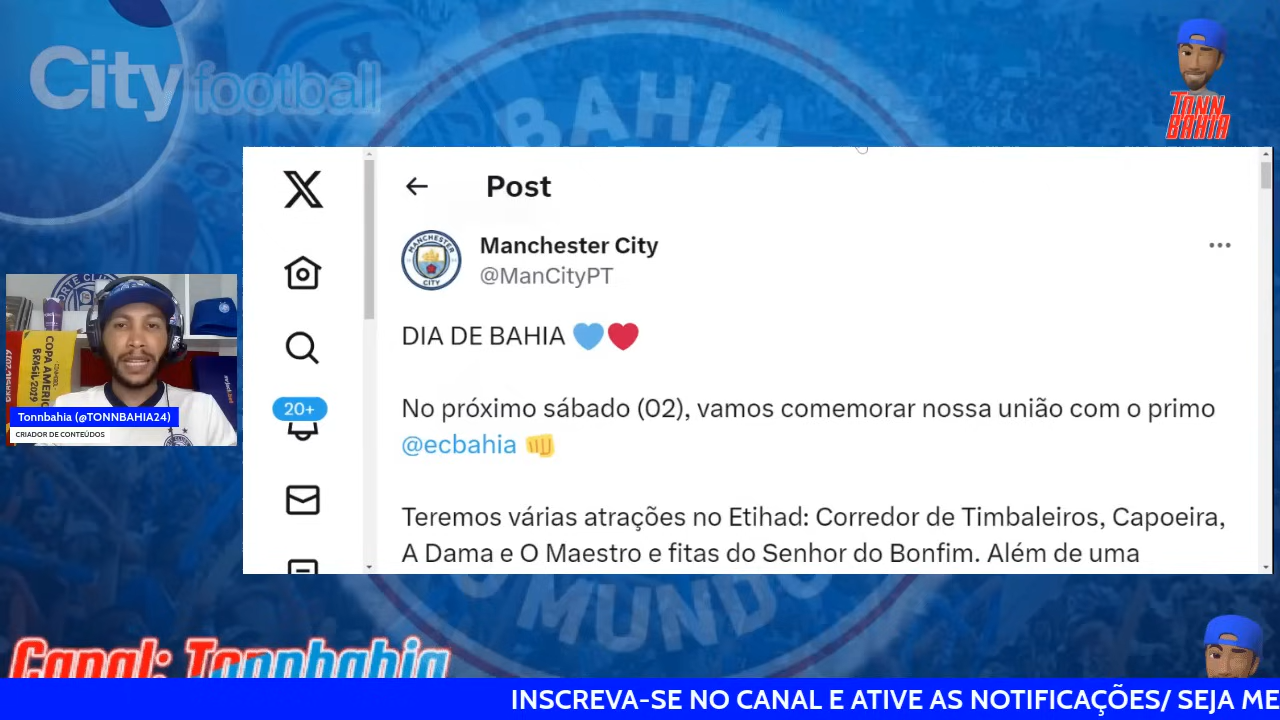 City football
TONN
BAHIA
BAHIA
Post
MANCHESTER
CITY
Manchester City
@ManCityPT
DIA DE BAHIA 💙❤️
20+
No próximo sábado (02), vamos comemorar nossa união com o primo
@ecbahia 👊
Teremos várias atrações no Etihad: Corredor de Timbaleiros, Capoeira,
A Dama e O Maestro e fitas do Senhor do Bonfim. Além de uma
COPA AMERIC
BRASIL 2019
Tonnbahia (@TONNBAHIA24)
CRIADOR DE CONTEÚDOS
O MUNDO
Canal: Tonnbahia
INSCREVA-SE NO CANAL E ATIVE AS NOTIFICAÇÕES/ SEJA ME